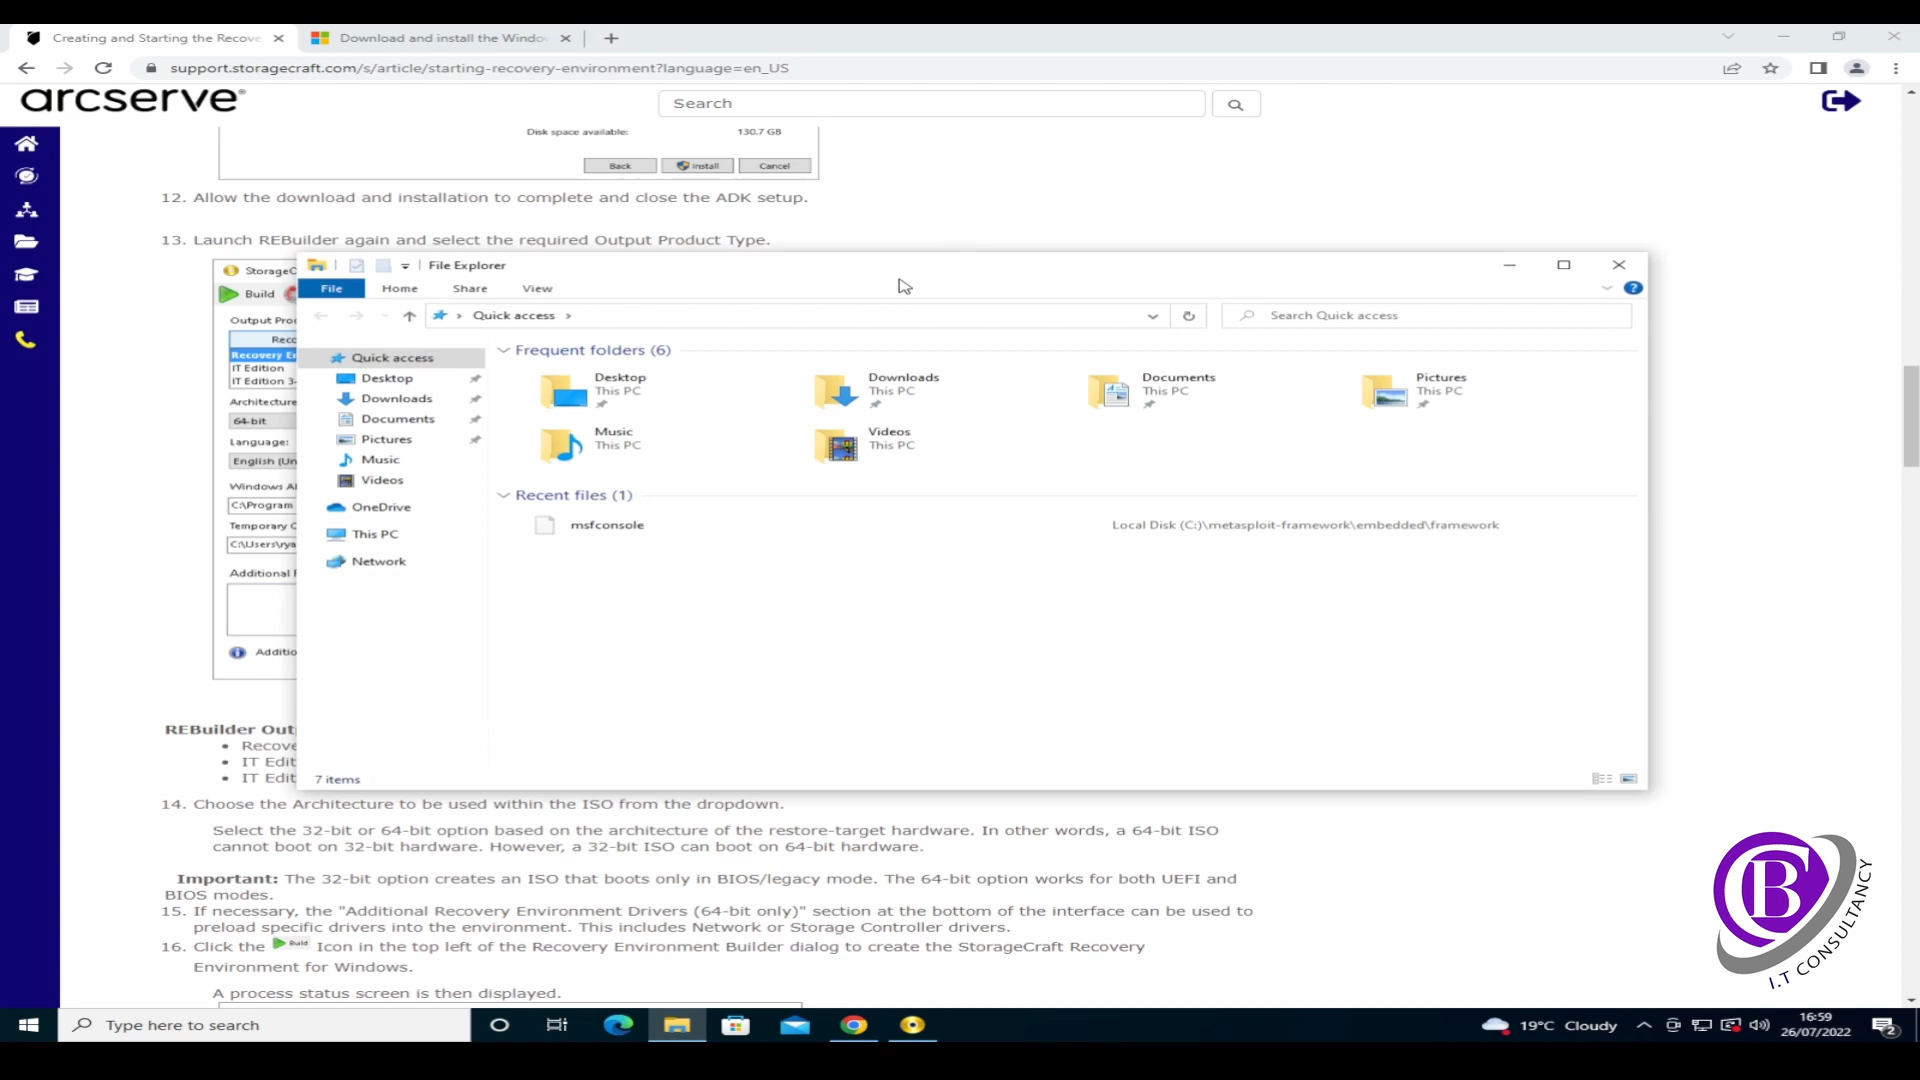 Creating and Starting the Recove
Download and install the Windo
support.storagecraft.com/s/article/starting-recovery-environment?language=en_US
arcserve
Search
Disk space available: 130.7 GB
Back Install Cancel
12. Allow the download and installation to complete and close the ADK setup.
13. Launch REBuilder again and select the required Output Product Type.
StorageC
Build
Output Pro
Reco
Recovery E
IT Edition
IT Edition 3-
Architecture
64-bit
Language:
English (Un
Windows A
C:\Program
Temporary C
C:\Users\rya
Additional
Additio
File Explorer
File Home Share View
Quick access
Search Quick access
Quick access
Desktop
Downloads
Documents
Pictures
Music
Videos
OneDrive
This PC
Network
Frequent folders (6)
Desktop
This PC
Downloads
This PC
Documents
This PC
Pictures
This PC
Music
This PC
Videos
This PC
Recent files (1)
msfconsole Local Disk (C:)\metasploit-framework\embedded\framework
7 items
REBuilder Out
• Recove
• IT Edit
• IT Edit
14. Choose the Architecture to be used within the ISO from the dropdown.
Select the 32-bit or 64-bit option based on the architecture of the restore-target hardware. In other words, a 64-bit ISO
cannot boot on 32-bit hardware. However, a 32-bit ISO can boot on 64-bit hardware.
Important: The 32-bit option creates an ISO that boots only in BIOS/legacy mode. The 64-bit option works for both UEFI and
BIOS modes.
15. If necessary, the "Additional Recovery Environment Drivers (64-bit only)" section at the bottom of the interface can be used to
preload specific drivers into the environment. This includes Network or Storage Controller drivers.
16. Click the Build Icon in the top left of the Recovery Environment Builder dialog to create the StorageCraft Recovery
Environment for Windows.
A process status screen is then displayed.
CB
I.T CONSULTANCY
Type here to search
19°C Cloudy
16:59
26/07/2022
2